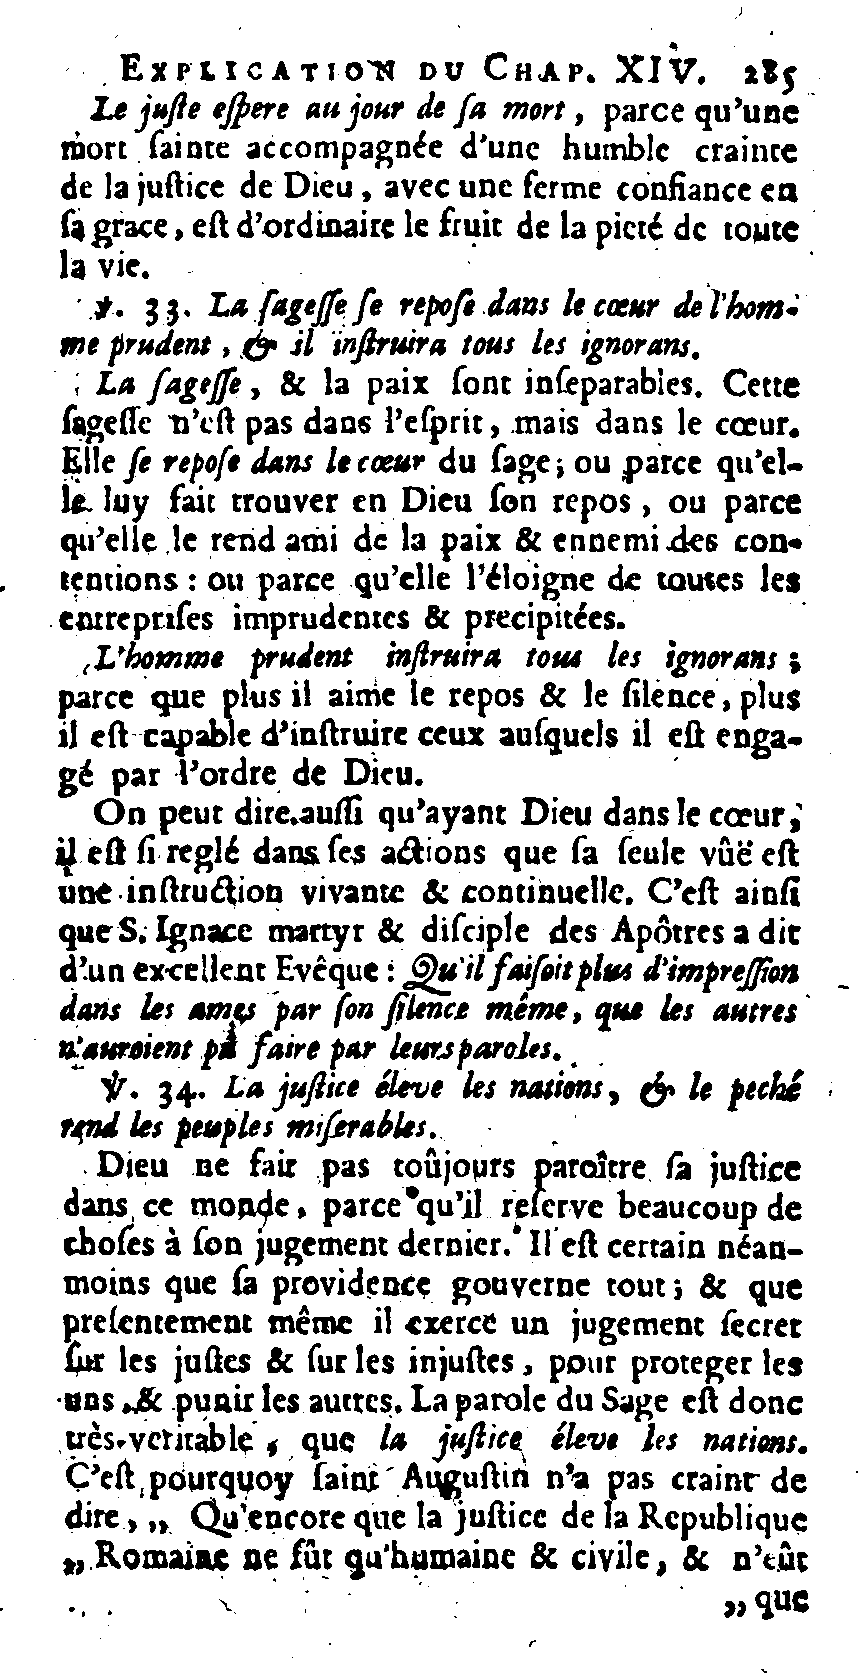 EXPLICATION DU CHAP. XIV. 285
Le juſte eſpere au jour de ſa mort, parce qu'une
mort ſainte accompagnée d'une humble crainte
de la juſtice de Dieu, avec une ferme confiance en
ſa grace, eſt d'ordinaire le fruit de la pieté de toute
la vie.
℣. 33. La ſageſſe ſe repoſe dans le cœur de l'hom-
me prudent, & il inſtruira tous les ignorans.
La ſageſſe, & la paix ſont inſeparables. Cette
ſageſſe n'eſt pas dans l'eſprit, mais dans le cœur.
Elle ſe repoſe dans le cœur du ſage; ou parce qu'el-
le luy fait trouver en Dieu ſon repos, ou parce
qu'elle le rend ami de la paix & ennemi des con-
tentions : ou parce qu'elle l'éloigne de toutes les
entrepriſes imprudentes & precipitées.
L'homme prudent inſtruira tous les ignorans ;
parce que plus il aime le repos & le ſilence, plus
il eſt capable d'inſtruire ceux auſquels il eſt enga-
gé par l'ordre de Dieu.
On peut dire auſſi qu'ayant Dieu dans le cœur,
il eſt ſi reglé dans ſes actions que ſa ſeule vûë eſt
une inſtruction vivante & continuelle. C'eſt ainſi
que S. Ignace martyr & diſciple des Apôtres a dit
d'un excellent Evêque : Qu'il faiſoit plus d'impreſſion
dans les ames par ſon ſilence même, que les autres
n'auroient pû faire par leurs paroles.
℣. 34. La juſtice éleve les nations, & le peché
rend les peuples miſerables.
Dieu ne fait pas toûjours paroître ſa juſtice
dans ce monde, parce qu'il reſerve beaucoup de
choſes à ſon jugement dernier. Il eſt certain néan-
moins que ſa providence gouverne tout; & que
preſentement même il exerce un jugement ſecret
ſur les juſtes & ſur les injuſtes, pour proteger les
uns & punir les autres. La parole du Sage eſt donc
très-veritable, que la juſtice éleve les nations.
C'eſt pourquoy ſaint Auguſtin n'a pas craint de
dire, „ Qu'encore que la juſtice de la Republique
„ Romaine ne fût qu'humaine & civile, & n'eût
„ que